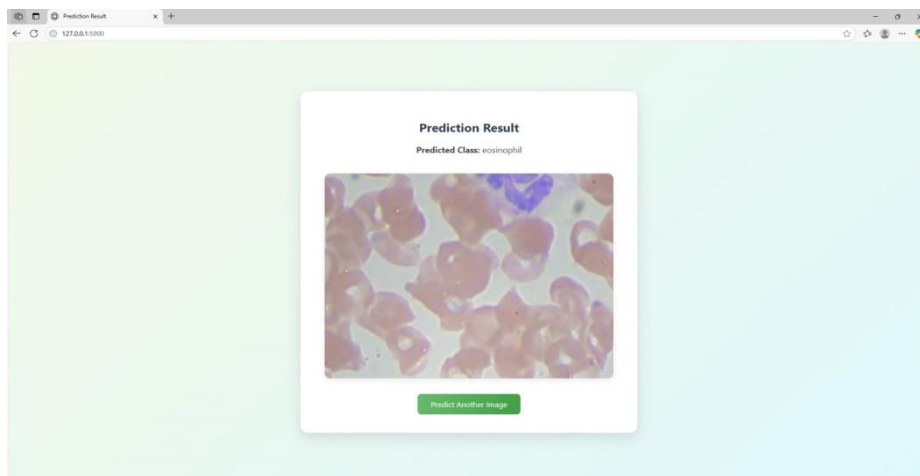 Prediction Result
127.0.0.1:5000
Prediction Result
Predicted Class: eosinophil
Predict Another Image